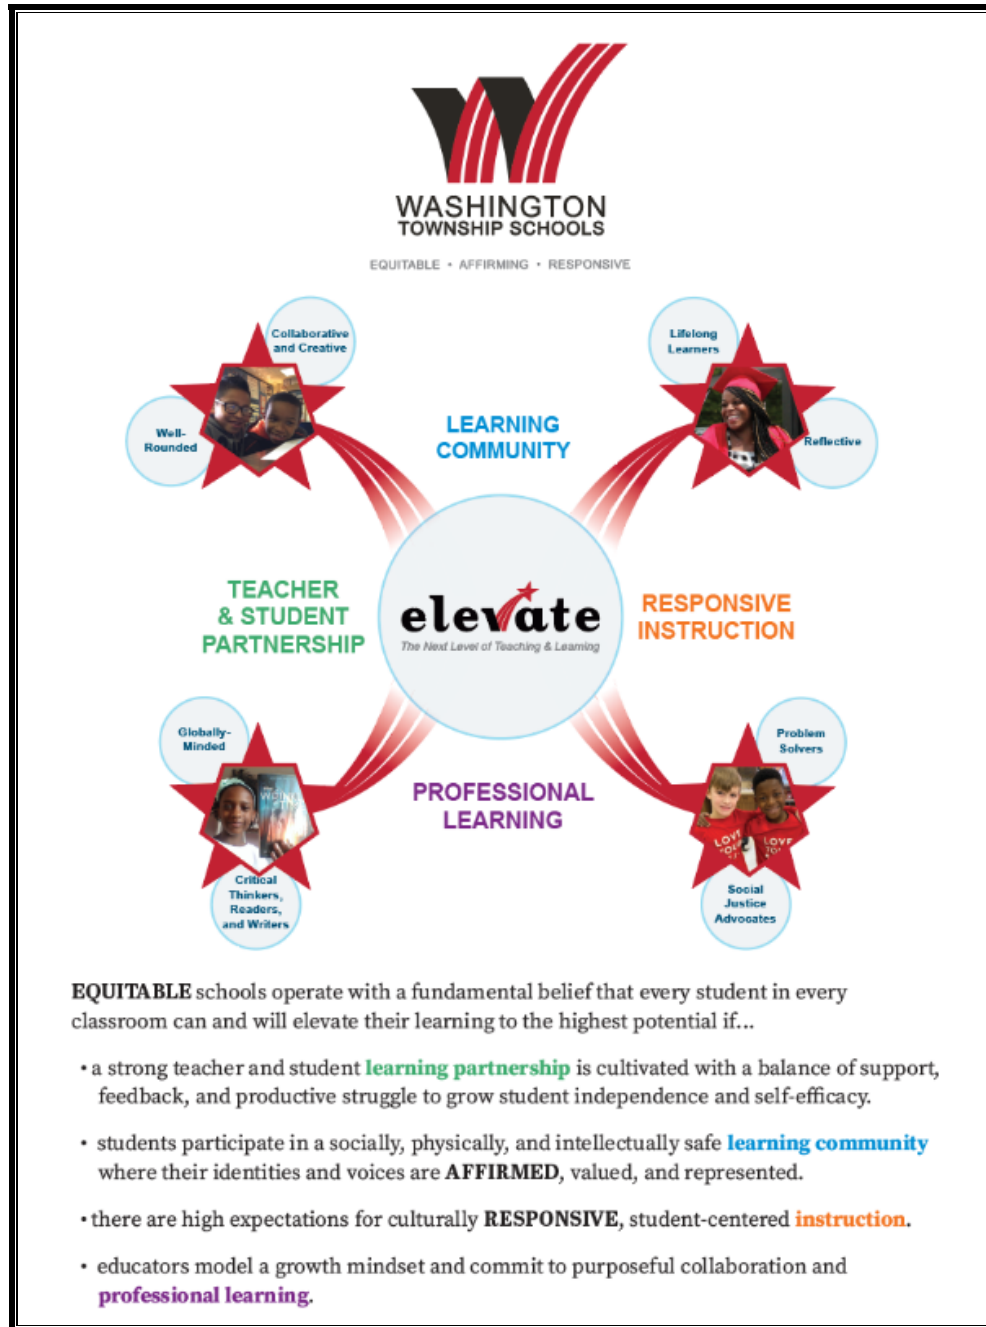 WASHINGTON
TOWNSHIP SCHOOLS
EQUITABLE • AFFIRMING • RESPONSIVE
Collaborative
and Creative
Well-
Rounded
Lifelong
Learners
Reflective
LEARNING
COMMUNITY
TEACHER
& STUDENT
PARTNERSHIP
elevate
The Next Level of Teaching & Learning
RESPONSIVE
INSTRUCTION
Globally-
Minded
Critical
Thinkers,
Readers,
and Writers
PROFESSIONAL
LEARNING
Problem
Solvers
LOVE
LOVE
Social
Justice
Advocates
EQUITABLE schools operate with a fundamental belief that every student in every
classroom can and will elevate their learning to the highest potential if...
• a strong teacher and student learning partnership is cultivated with a balance of support,
feedback, and productive struggle to grow student independence and self-efficacy.
• students participate in a socially, physically, and intellectually safe learning community
where their identities and voices are AFFIRMED, valued, and represented.
• there are high expectations for culturally RESPONSIVE, student-centered instruction.
• educators model a growth mindset and commit to purposeful collaboration and
professional learning.